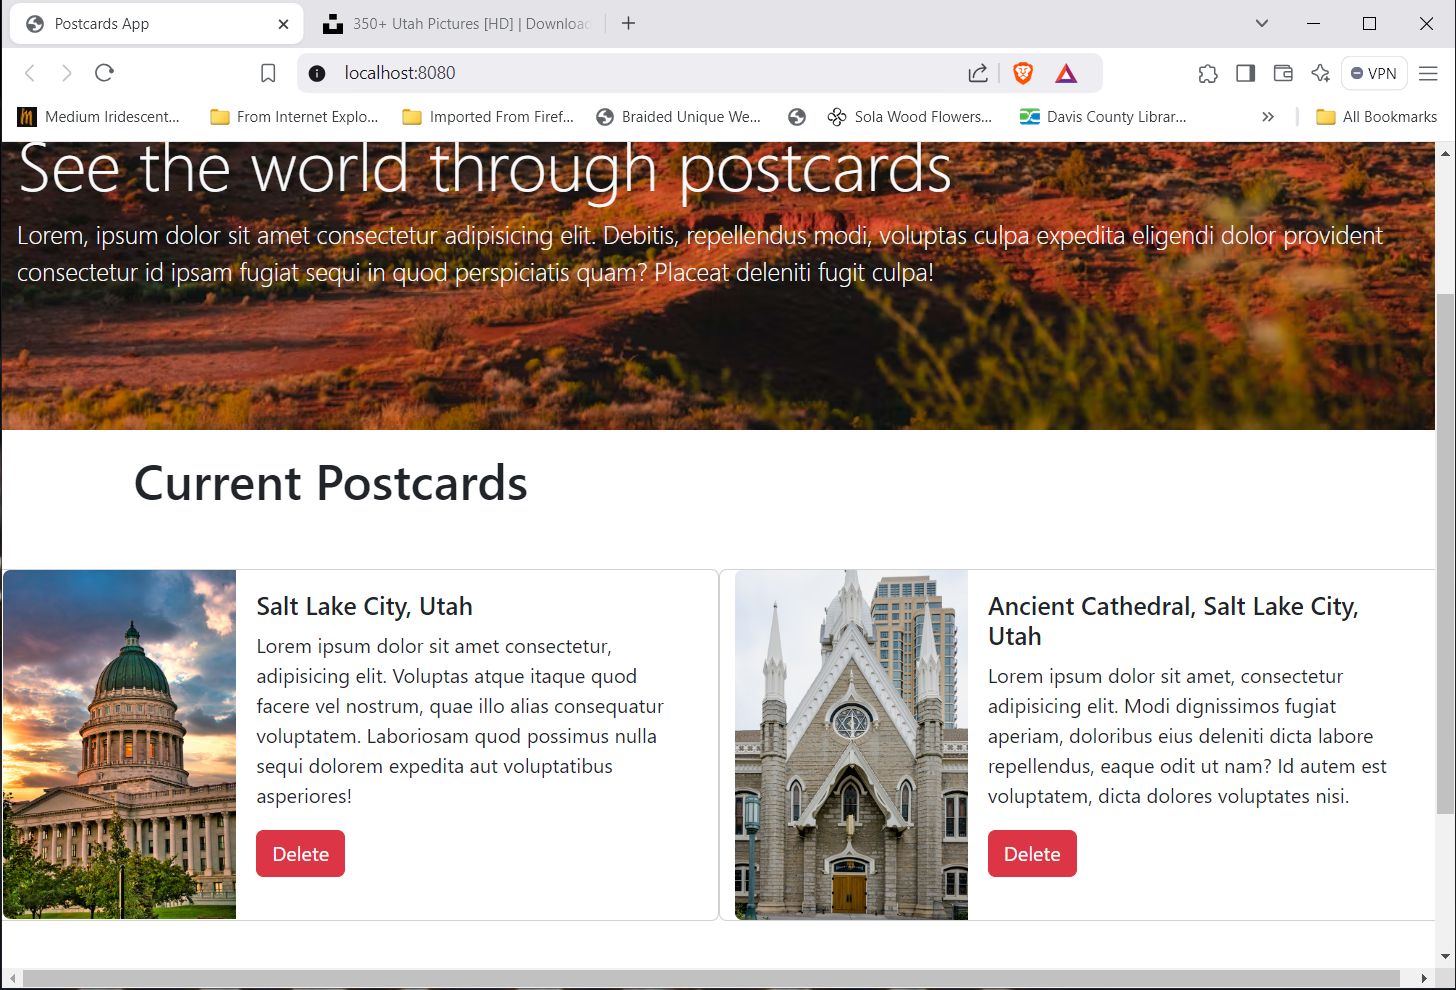 Postcards App
350+ Utah Pictures [HD] | Downloa
localhost:8080
VPN
Medium Iridescent...
From Internet Explo...
Imported From Firef...
Braided Unique We...
Sola Wood Flowers...
Davis County Librar...
All Bookmarks
See the world through postcards
Lorem, ipsum dolor sit amet consectetur adipisicing elit. Debitis, repellendus modi, voluptas culpa expedita eligendi dolor provident
consectetur id ipsam fugiat sequi in quod perspiciatis quam? Placeat deleniti fugit culpa!
Current Postcards
Salt Lake City, Utah
Lorem ipsum dolor sit amet consectetur,
adipisicing elit. Voluptas atque itaque quod
facere vel nostrum, quae illo alias consequatur
voluptatem. Laboriosam quod possimus nulla
sequi dolorem expedita aut voluptatibus
asperiores!
Delete
Ancient Cathedral, Salt Lake City,
Utah
Lorem ipsum dolor sit amet, consectetur
adipisicing elit. Modi dignissimos fugiat
aperiam, doloribus eius deleniti dicta labore
repellendus, eaque odit ut nam? Id autem est
voluptatem, dicta dolores voluptates nisi.
Delete